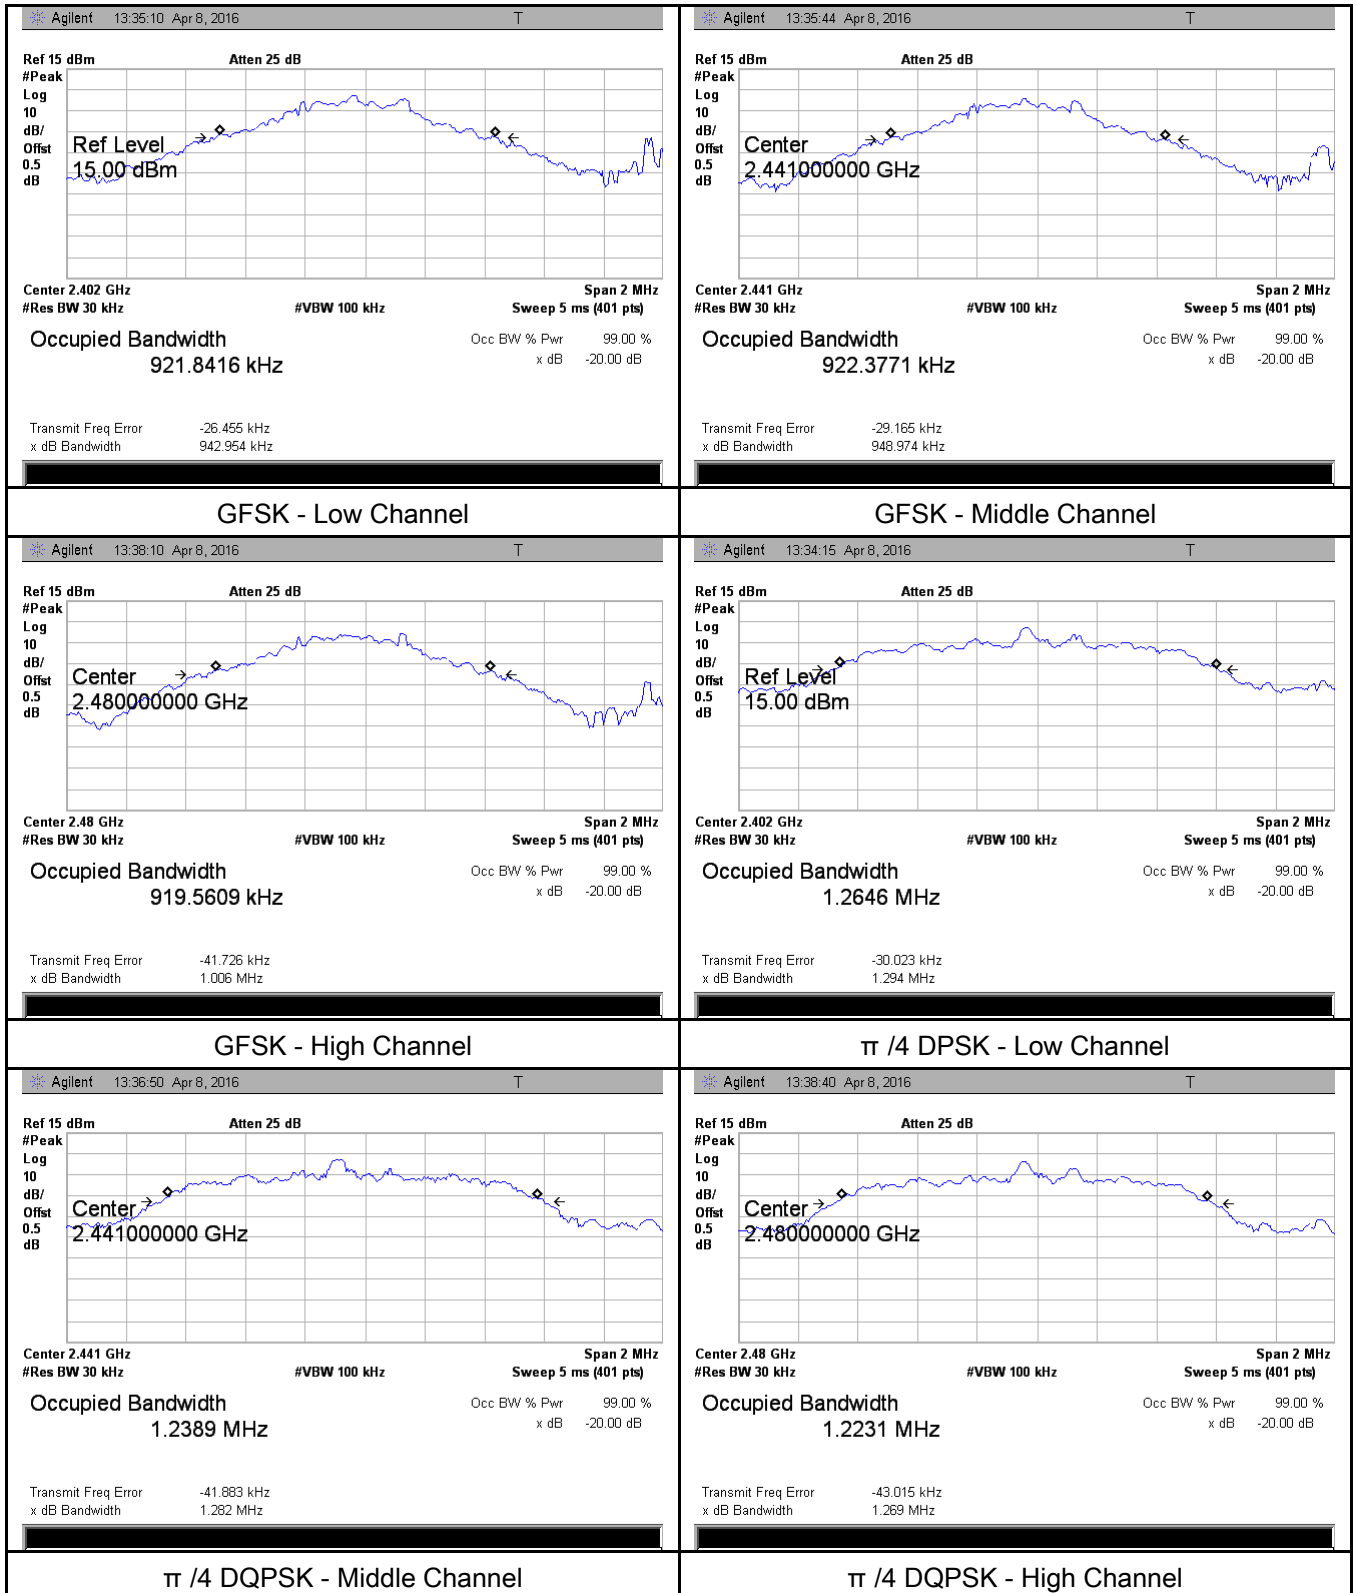 Agilent 13:35:10 Apr 8, 2016 T
Ref 15 dBm Atten 25 dB
#Peak
Log
10
dB/
Offst
0.5
dB
Ref Level
15.00 dBm
Center 2.402 GHz Span 2 MHz
#Res BW 30 kHz #VBW 100 kHz Sweep 5 ms (401 pts)
Occupied Bandwidth Occ BW % Pwr 99.00 %
921.8416 kHz x dB -20.00 dB
Transmit Freq Error -26.455 kHz
x dB Bandwidth 942.954 kHz
GFSK - Low Channel
Agilent 13:35:44 Apr 8, 2016 T
Ref 15 dBm Atten 25 dB
#Peak
Log
10
dB/
Offst
0.5
dB
Center
2.441000000 GHz
Center 2.441 GHz Span 2 MHz
#Res BW 30 kHz #VBW 100 kHz Sweep 5 ms (401 pts)
Occupied Bandwidth Occ BW % Pwr 99.00 %
922.3771 kHz x dB -20.00 dB
Transmit Freq Error -29.165 kHz
x dB Bandwidth 948.974 kHz
GFSK - Middle Channel
Agilent 13:38:10 Apr 8, 2016 T
Ref 15 dBm Atten 25 dB
#Peak
Log
10
dB/
Offst
0.5
dB
Center
2.480000000 GHz
Center 2.48 GHz Span 2 MHz
#Res BW 30 kHz #VBW 100 kHz Sweep 5 ms (401 pts)
Occupied Bandwidth Occ BW % Pwr 99.00 %
919.5609 kHz x dB -20.00 dB
Transmit Freq Error -41.726 kHz
x dB Bandwidth 1.006 MHz
GFSK - High Channel
Agilent 13:34:15 Apr 8, 2016 T
Ref 15 dBm Atten 25 dB
#Peak
Log
10
dB/
Offst
0.5
dB
Ref Level
15.00 dBm
Center 2.402 GHz Span 2 MHz
#Res BW 30 kHz #VBW 100 kHz Sweep 5 ms (401 pts)
Occupied Bandwidth Occ BW % Pwr 99.00 %
1.2646 MHz x dB -20.00 dB
Transmit Freq Error -30.023 kHz
x dB Bandwidth 1.294 MHz
π /4 DPSK - Low Channel
Agilent 13:36:50 Apr 8, 2016 T
Ref 15 dBm Atten 25 dB
#Peak
Log
10
dB/
Offst
0.5
dB
Center
2.441000000 GHz
Center 2.441 GHz Span 2 MHz
#Res BW 30 kHz #VBW 100 kHz Sweep 5 ms (401 pts)
Occupied Bandwidth Occ BW % Pwr 99.00 %
1.2389 MHz x dB -20.00 dB
Transmit Freq Error -41.883 kHz
x dB Bandwidth 1.282 MHz
π /4 DQPSK - Middle Channel
Agilent 13:38:40 Apr 8, 2016 T
Ref 15 dBm Atten 25 dB
#Peak
Log
10
dB/
Offst
0.5
dB
Center
2.480000000 GHz
Center 2.48 GHz Span 2 MHz
#Res BW 30 kHz #VBW 100 kHz Sweep 5 ms (401 pts)
Occupied Bandwidth Occ BW % Pwr 99.00 %
1.2231 MHz x dB -20.00 dB
Transmit Freq Error -43.015 kHz
x dB Bandwidth 1.269 MHz
π /4 DQPSK - High Channel